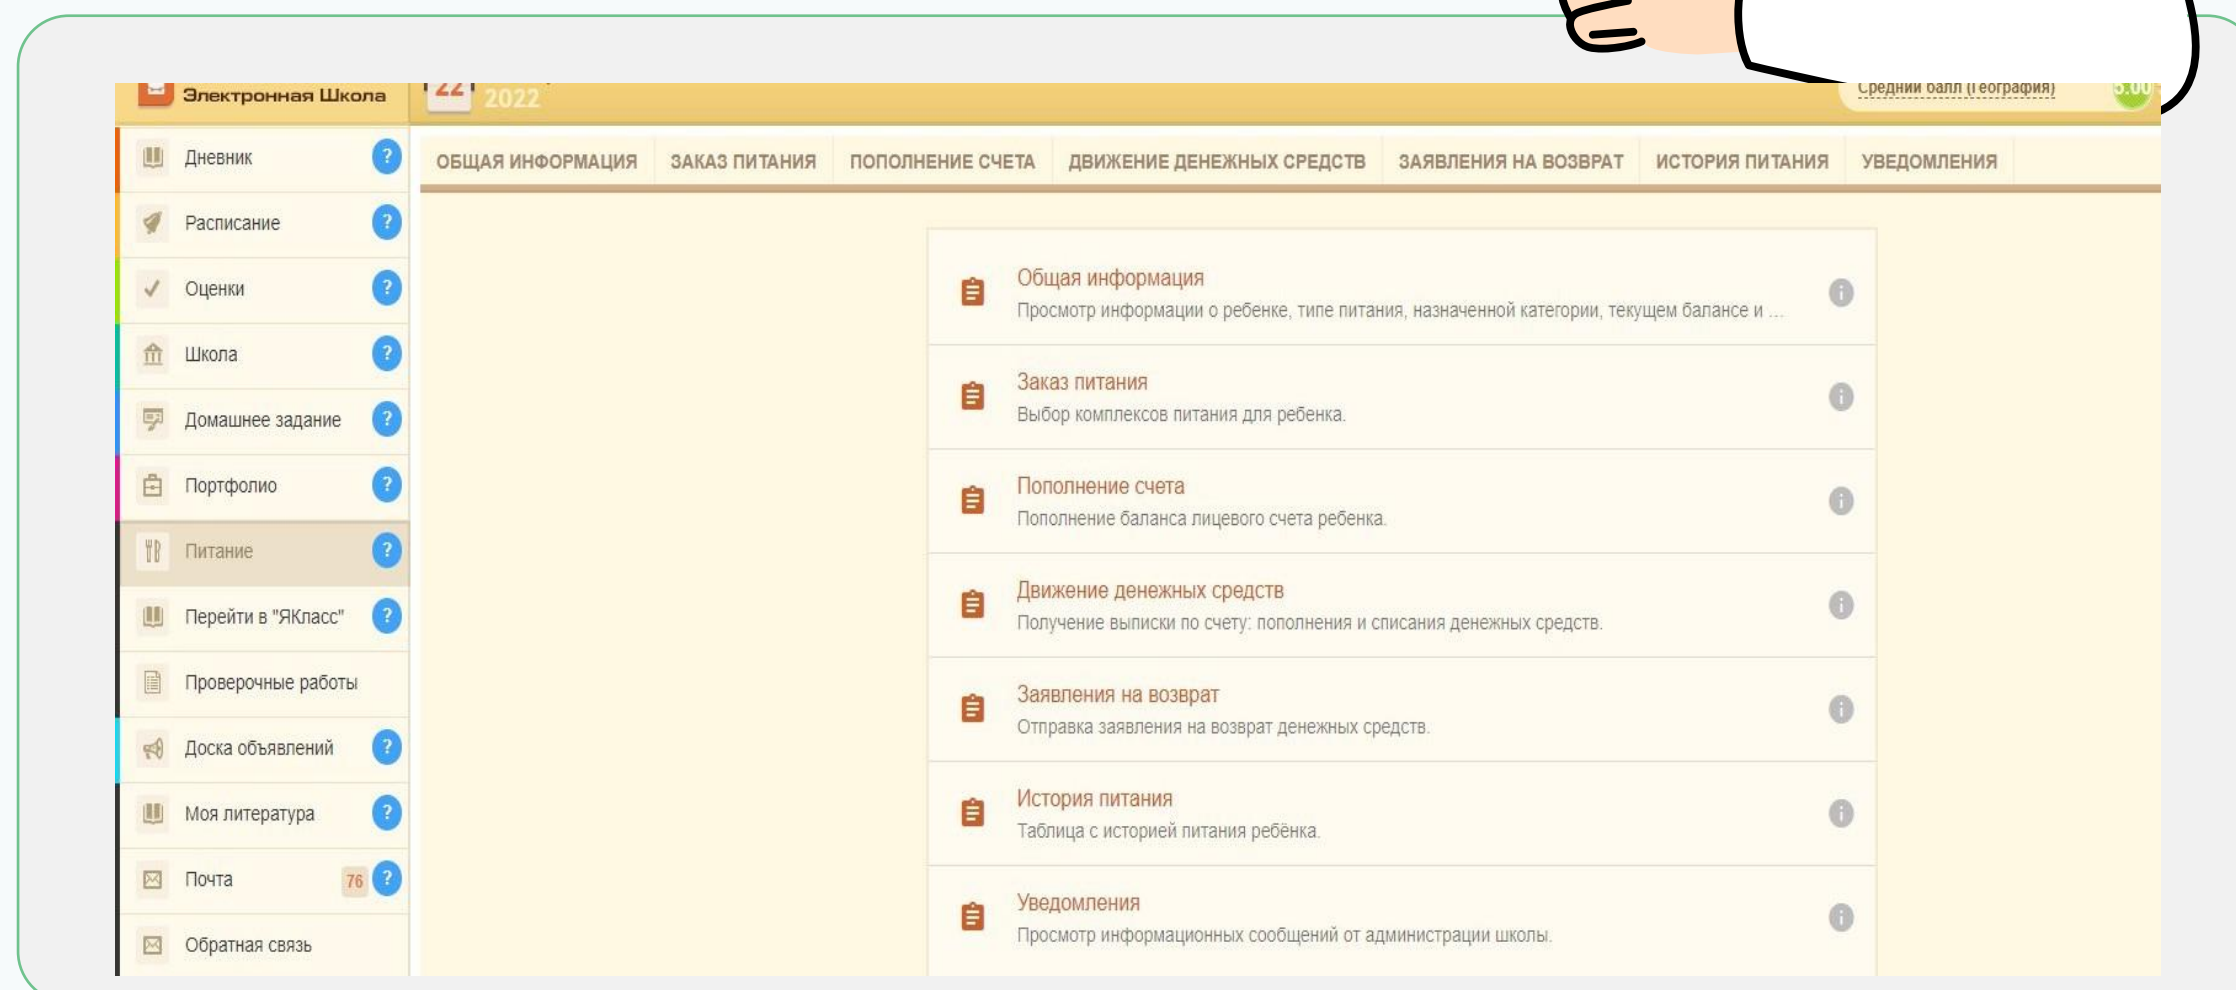 Электронная Школа
22
2022
Средний балл (География)
5.00
Дневник ?
Расписание ?
Оценки ?
Школа ?
Домашнее задание ?
Портфолио ?
Питание ?
Перейти в "ЯКласс" ?
Проверочные работы
Доска объявлений ?
Моя литература ?
Почта 76 ?
Обратная связь
ОБЩАЯ ИНФОРМАЦИЯ ЗАКАЗ ПИТАНИЯ ПОПОЛНЕНИЕ СЧЕТА ДВИЖЕНИЕ ДЕНЕЖНЫХ СРЕДСТВ ЗАЯВЛЕНИЯ НА ВОЗВРАТ ИСТОРИЯ ПИТАНИЯ УВЕДОМЛЕНИЯ
Общая информация
Просмотр информации о ребенке, типе питания, назначенной категории, текущем балансе и ...
Заказ питания
Выбор комплексов питания для ребенка.
Пополнение счета
Пополнение баланса лицевого счета ребенка.
Движение денежных средств
Получение выписки по счету: пополнения и списания денежных средств.
Заявления на возврат
Отправка заявления на возврат денежных средств.
История питания
Таблица с историей питания ребёнка.
Уведомления
Просмотр информационных сообщений от администрации школы.